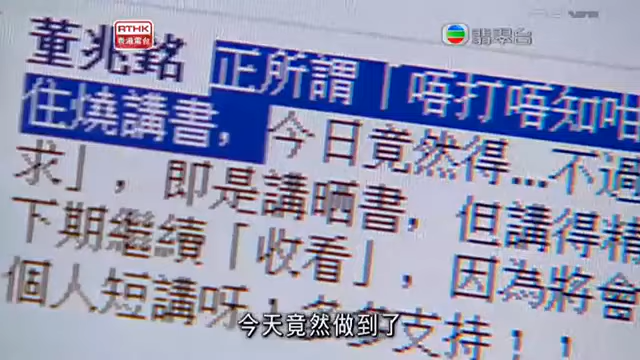 RTHK
香港電台
翡翠台
董兆銘 正所謂「唔打唔知咁
住燒講書，今日竟然得...不過
求」，即是講晒書，但講得精
下期繼續「收看」，因為將會
個人短講呀！多多支持！！
今天竟然做到了